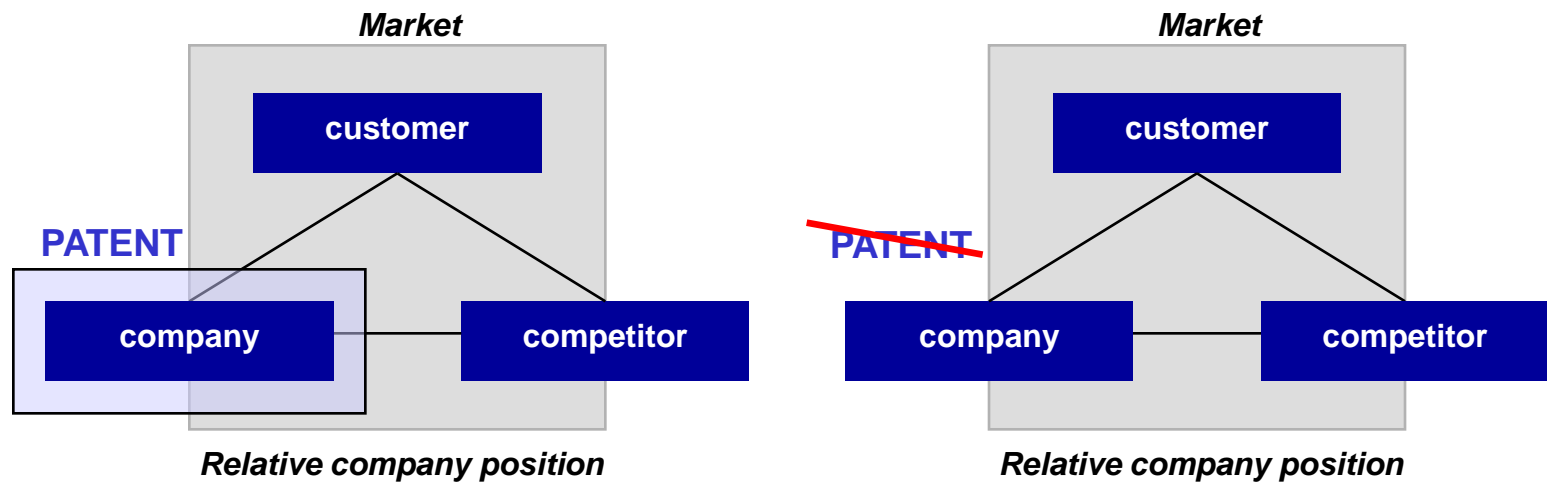 Market
customer
PATENT
company
competitor
Relative company position
Market
customer
PATENT
company
competitor
Relative company position